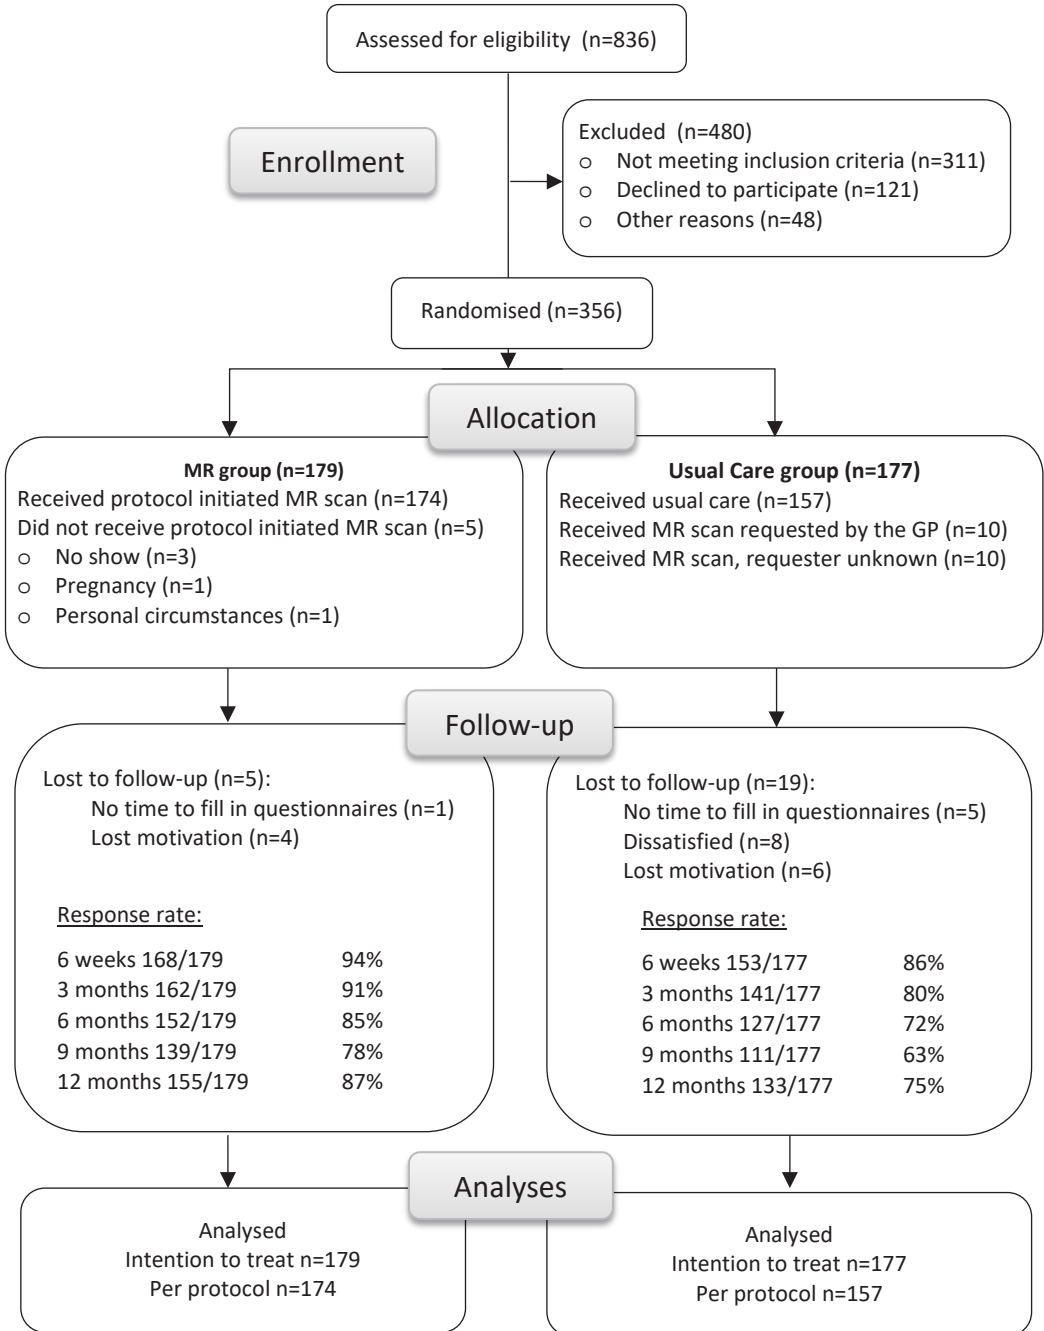 Assessed for eligibility (n=836)
Enrollment
Excluded (n=480)
o Not meeting inclusion criteria (n=311)
o Declined to participate (n=121)
o Other reasons (n=48)
Randomised (n=356)
Allocation
MR group (n=179)
Received protocol initiated MR scan (n=174)
Did not receive protocol initiated MR scan (n=5)
o No show (n=3)
o Pregnancy (n=1)
o Personal circumstances (n=1)
Usual Care group (n=177)
Received usual care (n=157)
Received MR scan requested by the GP (n=10)
Received MR scan, requester unknown (n=10)
Follow-up
Lost to follow-up (n=5):
No time to fill in questionnaires (n=1)
Lost motivation (n=4)
Response rate:
6 weeks 168/179 94%
3 months 162/179 91%
6 months 152/179 85%
9 months 139/179 78%
12 months 155/179 87%
Lost to follow-up (n=19):
No time to fill in questionnaires (n=5)
Dissatisfied (n=8)
Lost motivation (n=6)
Response rate:
6 weeks 153/177 86%
3 months 141/177 80%
6 months 127/177 72%
9 months 111/177 63%
12 months 133/177 75%
Analyses
Analysed
Intention to treat n=179
Per protocol n=174
Analysed
Intention to treat n=177
Per protocol n=157